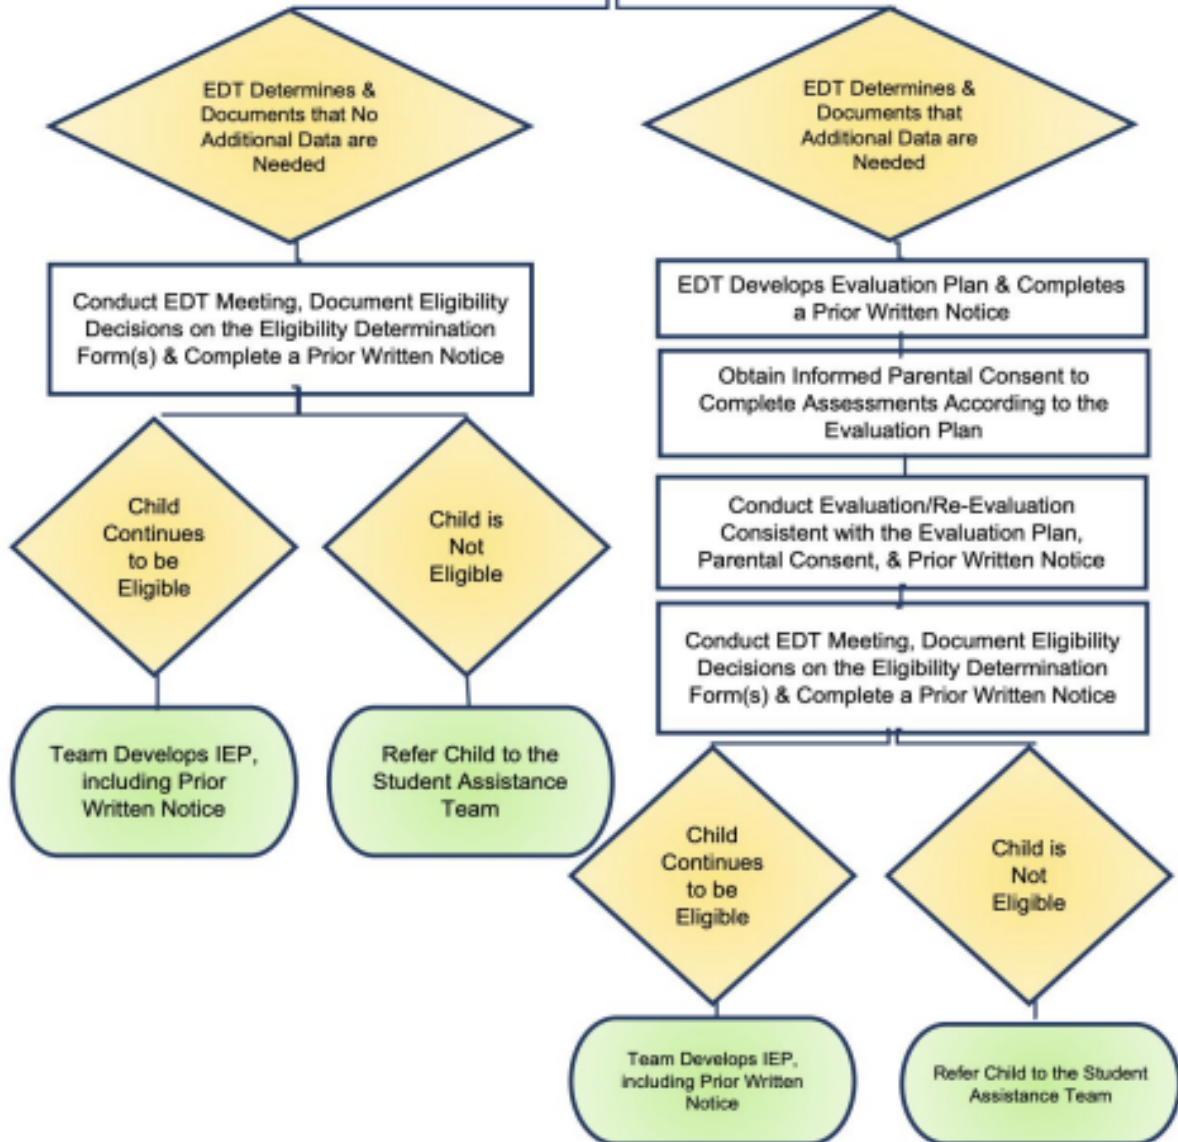 EDT Determines &
Documents that No
Additional Data are
Needed
EDT Determines &
Documents that
Additional Data are
Needed
Conduct EDT Meeting, Document Eligibility
Decisions on the Eligibility Determination
Form(s) & Complete a Prior Written Notice
EDT Develops Evaluation Plan & Completes
a Prior Written Notice
Obtain Informed Parental Consent to
Complete Assessments According to the
Evaluation Plan
Child
Continues
to be
Eligible
Child is
Not
Eligible
Conduct Evaluation/Re-Evaluation
Consistent with the Evaluation Plan,
Parental Consent, & Prior Written Notice
Conduct EDT Meeting, Document Eligibility
Decisions on the Eligibility Determination
Form(s) & Complete a Prior Written Notice
Team Develops IEP,
including Prior
Written Notice
Refer Child to the
Student Assistance
Team
Child
Continues
to be
Eligible
Child is
Not
Eligible
Team Develops IEP,
including Prior Written
Notice
Refer Child to the Student
Assistance Team